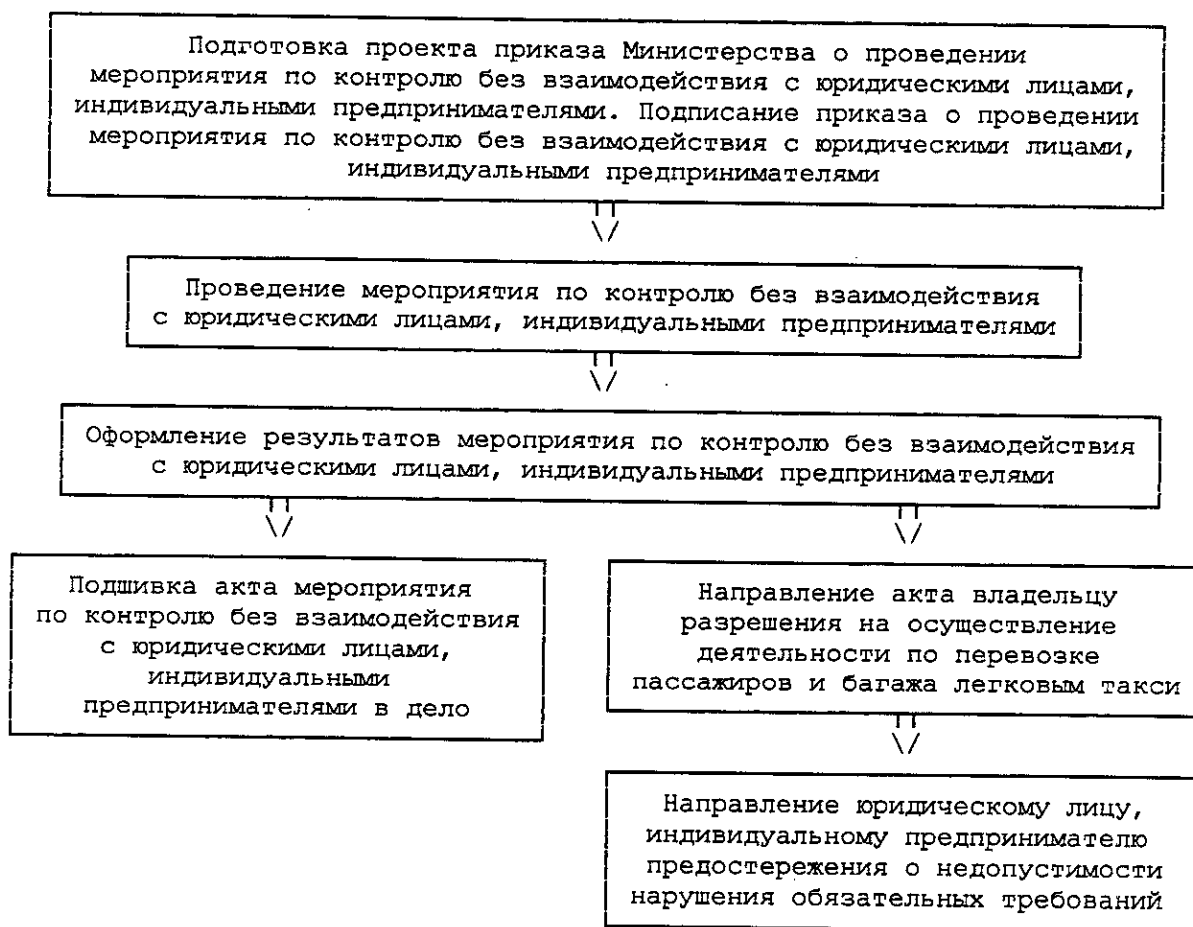 Подготовка проекта приказа Министерства о проведении
мероприятия по контролю без взаимодействия с юридическими лицами,
индивидуальными предпринимателями. Подписание приказа о проведении
мероприятия по контролю без взаимодействия с юридическими лицами,
индивидуальными предпринимателями
Проведение мероприятия по контролю без взаимодействия
с юридическими лицами, индивидуальными предпринимателями
Оформление результатов мероприятия по контролю без взаимодействия
с юридическими лицами, индивидуальными предпринимателями
Подшивка акта мероприятия
по контролю без взаимодействия
с юридическими лицами,
индивидуальными
предпринимателями в дело
Направление акта владельцу
разрешения на осуществление
деятельности по перевозке
пассажиров и багажа легковым такси
Направление юридическому лицу,
индивидуальному предпринимателю
предостережения о недопустимости
нарушения обязательных требований